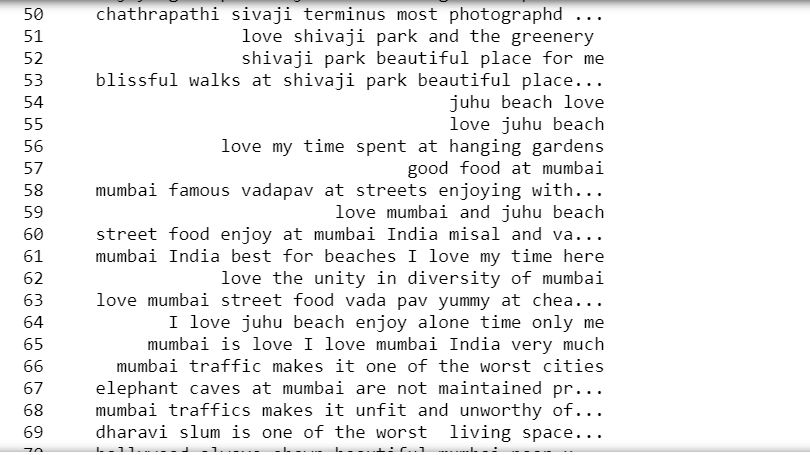 50 chathrapathi sivaji terminus most photographd ...
51 love shivaji park and the greenery
52 shivaji park beautiful place for me
53 blissful walks at shivaji park beautiful place...
54 juhu beach love
55 love juhu beach
56 love my time spent at hanging gardens
57 good food at mumbai
58 mumbai famous vadapav at streets enjoying with...
59 love mumbai and juhu beach
60 street food enjoy at mumbai India misal and va...
61 mumbai India best for beaches I love my time here
62 love the unity in diversity of mumbai
63 love mumbai street food vada pav yummy at chea...
64 I love juhu beach enjoy alone time only me
65 mumbai is love I love mumbai India very much
66 mumbai traffic makes it one of the worst cities
67 elephant caves at mumbai are not maintained pr...
68 mumbai traffics makes it unfit and unworthy of...
69 dharavi slum is one of the worst  living space...